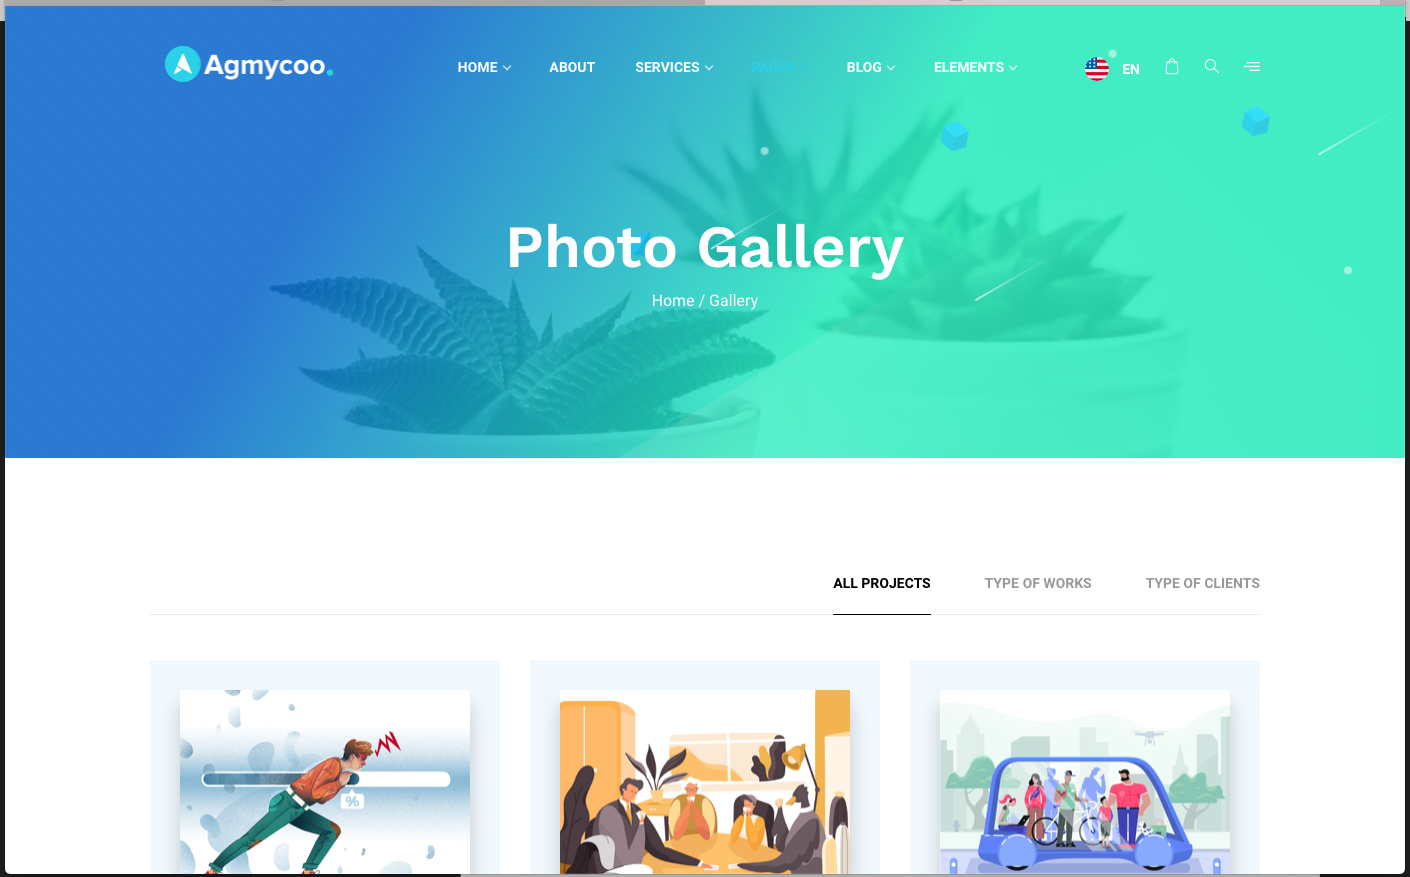 Agmycoo.
HOME ABOUT SERVICES PAGES BLOG ELEMENTS EN
Photo Gallery
Home / Gallery
ALL PROJECTS TYPE OF WORKS TYPE OF CLIENTS
%